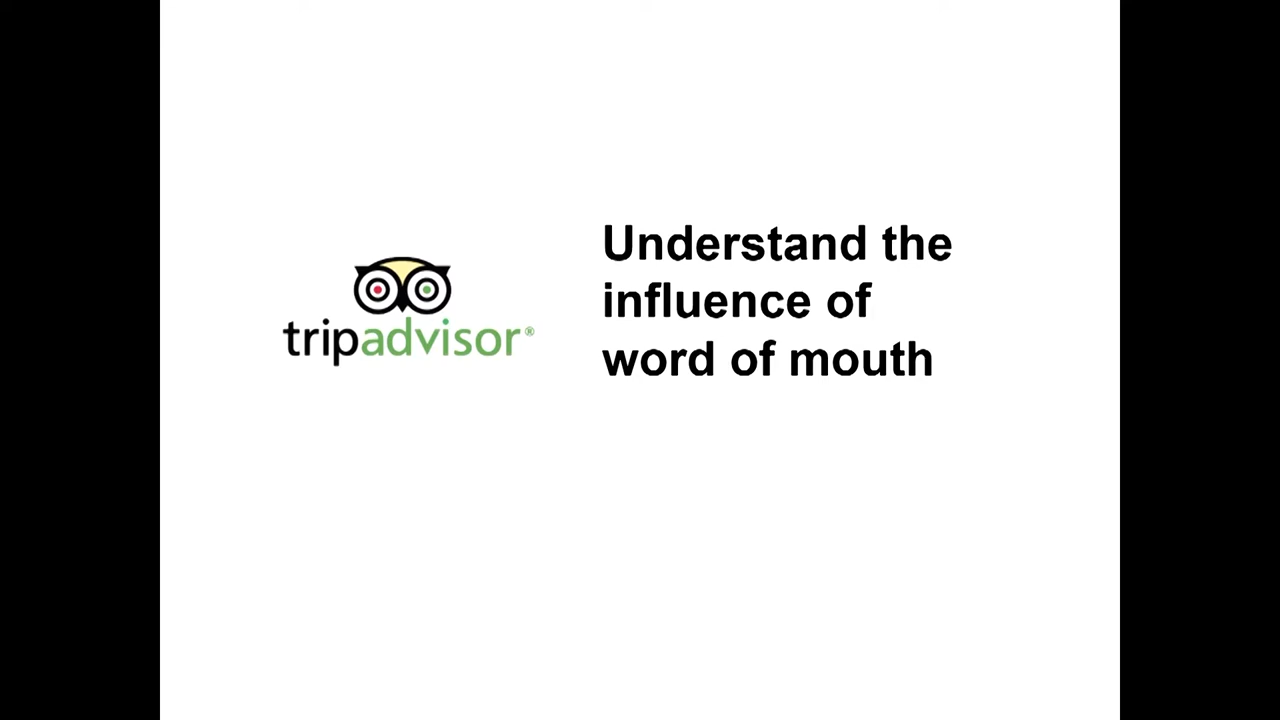 tripadvisor®
Understand the
influence of
word of mouth